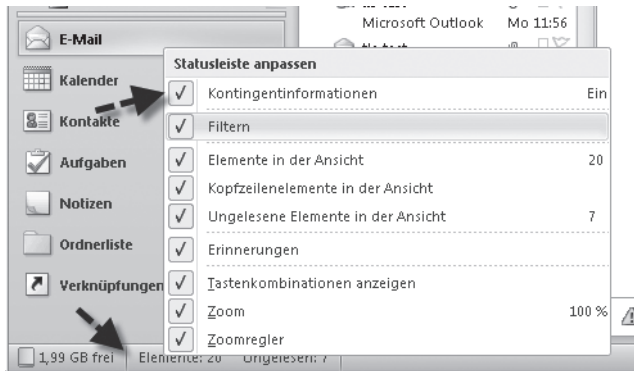 Microsoft Outlook Mo 11:56
E-Mail
Statusleiste anpassen
Kalender
Kontingentinformationen Ein
Kontakte
Filtern
Aufgaben
Elemente in der Ansicht 20
Kopfzeilenelemente in der Ansicht
Notizen
Ungelesene Elemente in der Ansicht 7
Ordnerliste
Erinnerungen
Verknüpfungen
Tastenkombinationen anzeigen
Zoom 100 %
Zoomregler
1,99 GB frei Elemente: 20 Ungelesen: 7